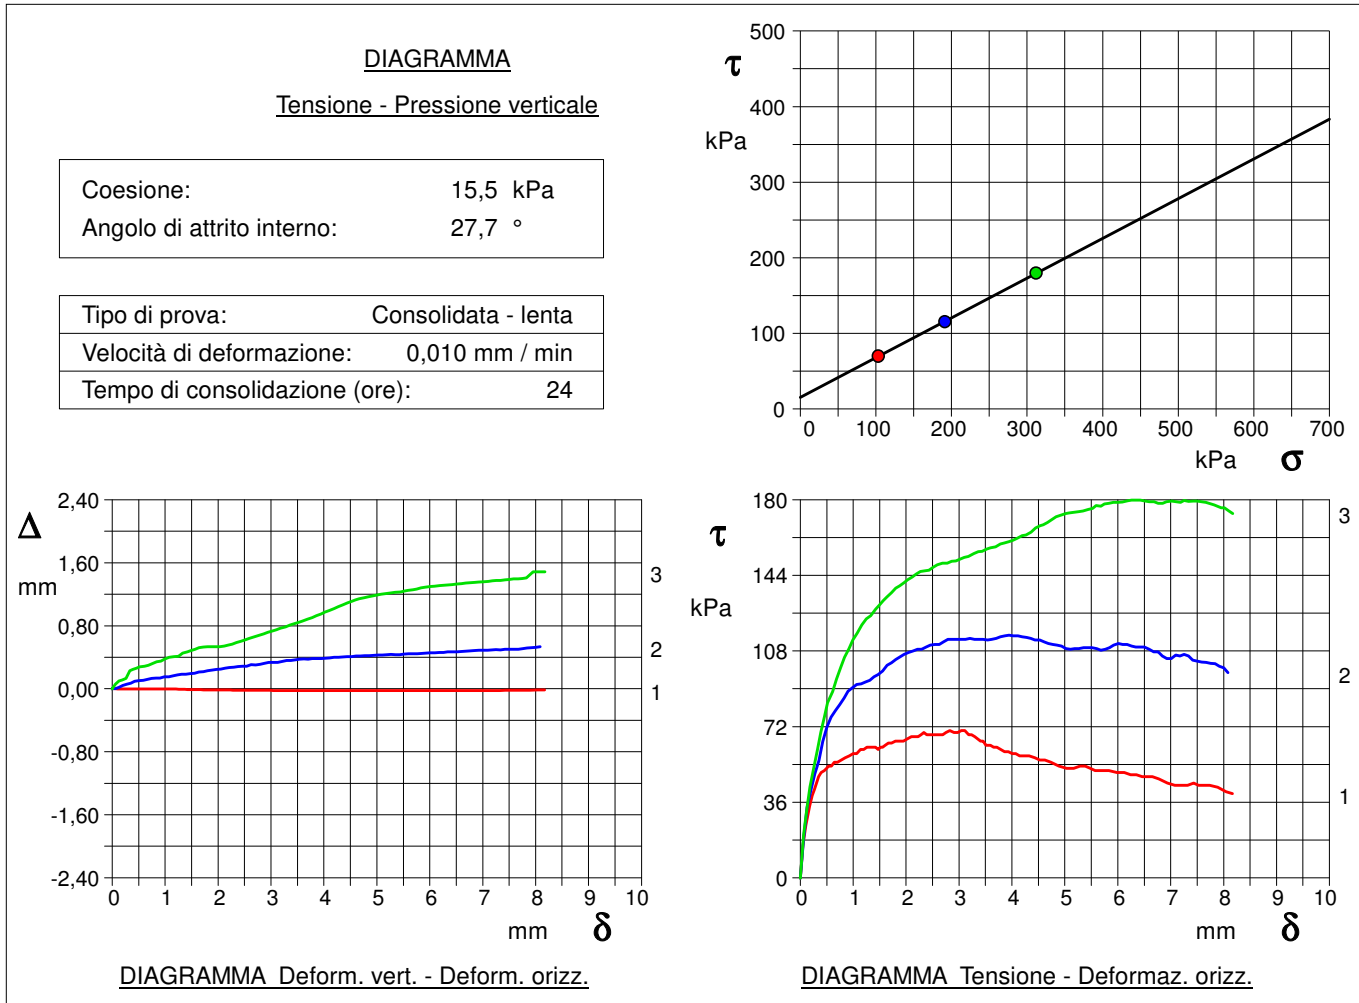 DIAGRAMMA
Tensione - Pressione verticale
Coesione: 15,5 kPa
Angolo di attrito interno: 27,7 °
Tipo di prova: Consolidata - lenta
Velocità di deformazione: 0,010 mm / min
Tempo di consolidazione (ore): 24
500
τ
400
kPa
300
200
100
0
0 100 200 300 400 500 600 700
kPa σ
2,40
Δ
1,60
mm
0,80
0,00
-0,80
-1,60
-2,40
3
2
1
0 1 2 3 4 5 6 7 8 9 10
mm δ
DIAGRAMMA Deform. vert. - Deform. orizz.
180
τ
144
kPa
108
72
36
0
3
2
1
0 1 2 3 4 5 6 7 8 9 10
mm δ
DIAGRAMMA Tensione - Deformaz. orizz.